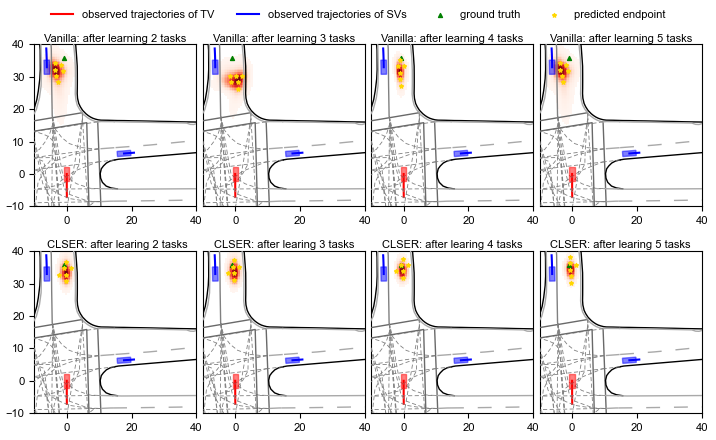 observed trajectories of TV observed trajectories of SVs ground truth predicted endpoint
Vanilla: after learning 2 tasks Vanilla: after learning 3 tasks Vanilla: after learning 4 tasks Vanilla: after learning 5 tasks
40
30
20
10
0
−10
0 20 40 0 20 40 0 20 40 0 20 40
CLSER: after learing 2 tasks CLSER: after learing 3 tasks CLSER: after learning 4 tasks CLSER: after learning 5 tasks
40
30
20
10
0
−10
0 20 40 0 20 40 0 20 40 0 20 40